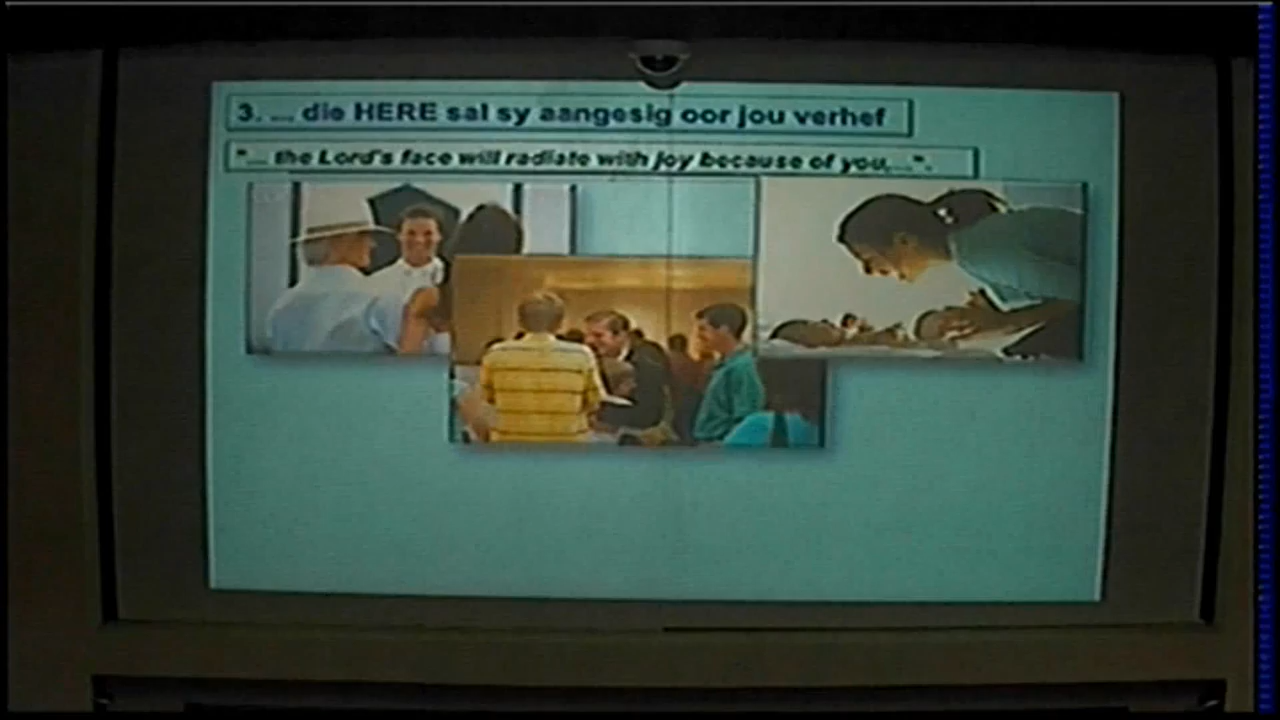 3. ... die HERE sal sy aangesig oor jou verhef
"... the Lord's face will radiate with joy because of you,...".